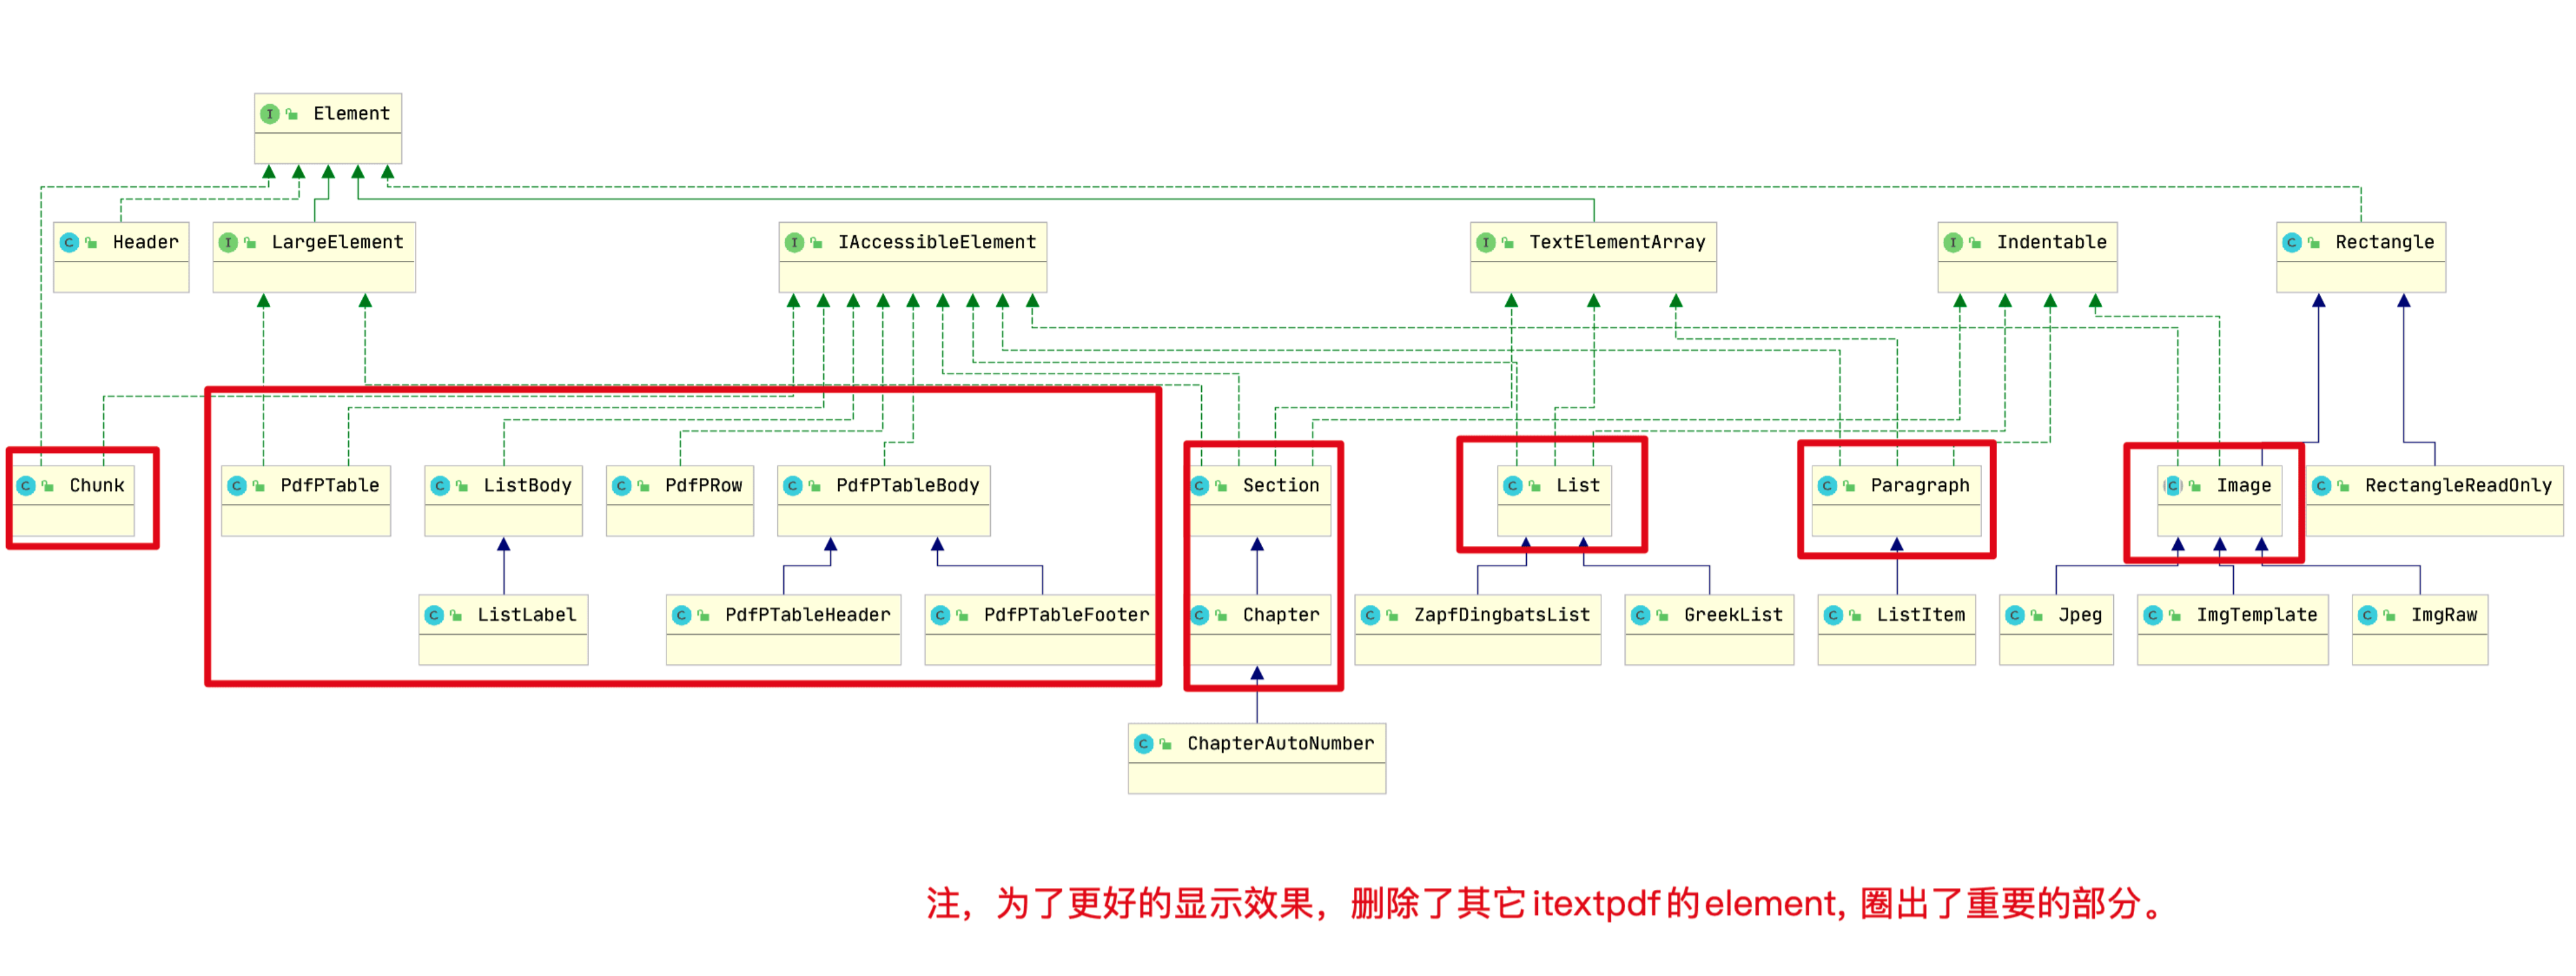 Element
Header
LargeElement
IAccessibleElement
TextElementArray
Indentable
Rectangle
Chunk
PdfPTable
ListBody
PdfPRow
PdfPTableBody
Section
List
Paragraph
Image
RectangleReadOnly
ListLabel
PdfPTableHeader
PdfPTableFooter
Chapter
ZapfDingbatsList
GreekList
ListItem
Jpeg
ImgTemplate
ImgRaw
ChapterAutoNumber
注，为了更好的显示效果，删除了其它itextpdf的element, 圈出了重要的部分。